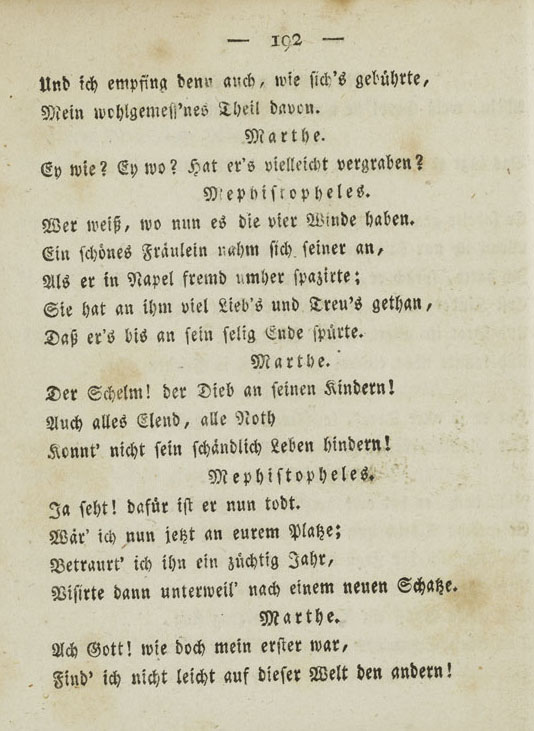 — 192 —
Und ich empfing denn auch, wie sich's gebührte,
Mein wohlgemess'nes Theil davon.
Marthe.
Ey wie? Ey wo? Hat er's vielleicht vergraben?
Mephistopheles.
Wer weiß, wo nun es die vier Winde haben.
Ein schönes Fräulein nahm sich seiner an,
Als er in Napel fremd umher spazirte;
Sie hat an ihm viel Lieb's und Treu's gethan,
Daß er's bis an sein selig Ende spürte.
Marthe.
Der Schelm! der Dieb an seinen Kindern!
Auch alles Elend, alle Noth
Konnt' nicht sein schändlich Leben hindern!
Mephistopheles.
Ja seht! dafür ist er nun todt.
Wär' ich nun jetzt an eurem Platze;
Betraurt' ich ihn ein züchtig Jahr,
Visirte dann unterweil' nach einem neuen Schatze.
Marthe.
Ach Gott! wie doch mein erster war,
Find' ich nicht leicht auf dieser Welt den andern!